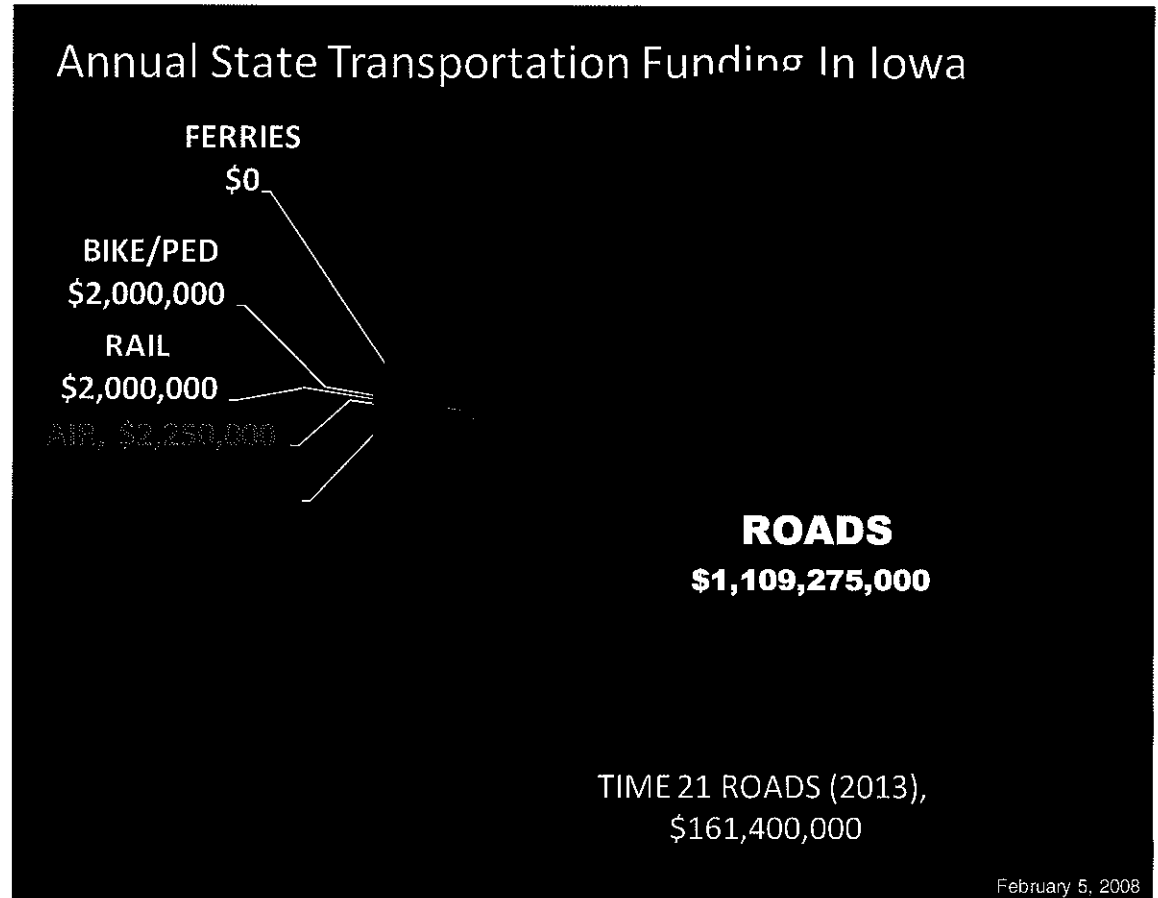 Annual State Transportation Funding In Iowa
FERRIES
$0
BIKE/PED
$2,000,000
RAIL
$2,000,000
AIR, $2,250,000
ROADS
$1,109,275,000
TIME 21 ROADS (2013),
$161,400,000
February 5, 2008